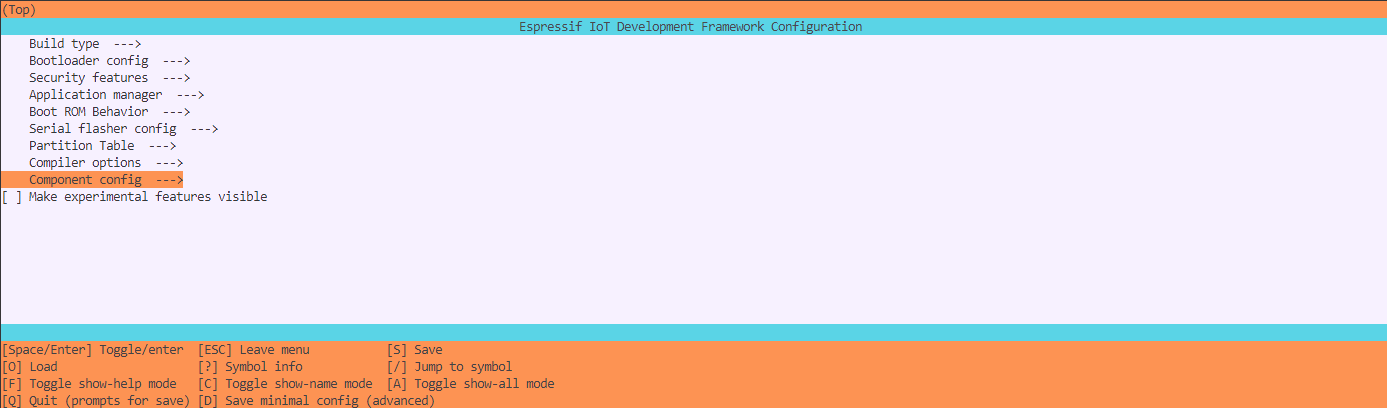 (Top)
Espressif IoT Development Framework Configuration
Build type  --->
Bootloader config  --->
Security features  --->
Application manager  --->
Boot ROM Behavior  --->
Serial flasher config  --->
Partition Table  --->
Compiler options  --->
Component config  --->
[ ] Make experimental features visible
[Space/Enter] Toggle/enter  [ESC] Leave menu           [S] Save
[O] Load                    [?] Symbol info            [/] Jump to symbol
[F] Toggle show-help mode   [C] Toggle show-name mode  [A] Toggle show-all mode
[Q] Quit (prompts for save) [D] Save minimal config (advanced)